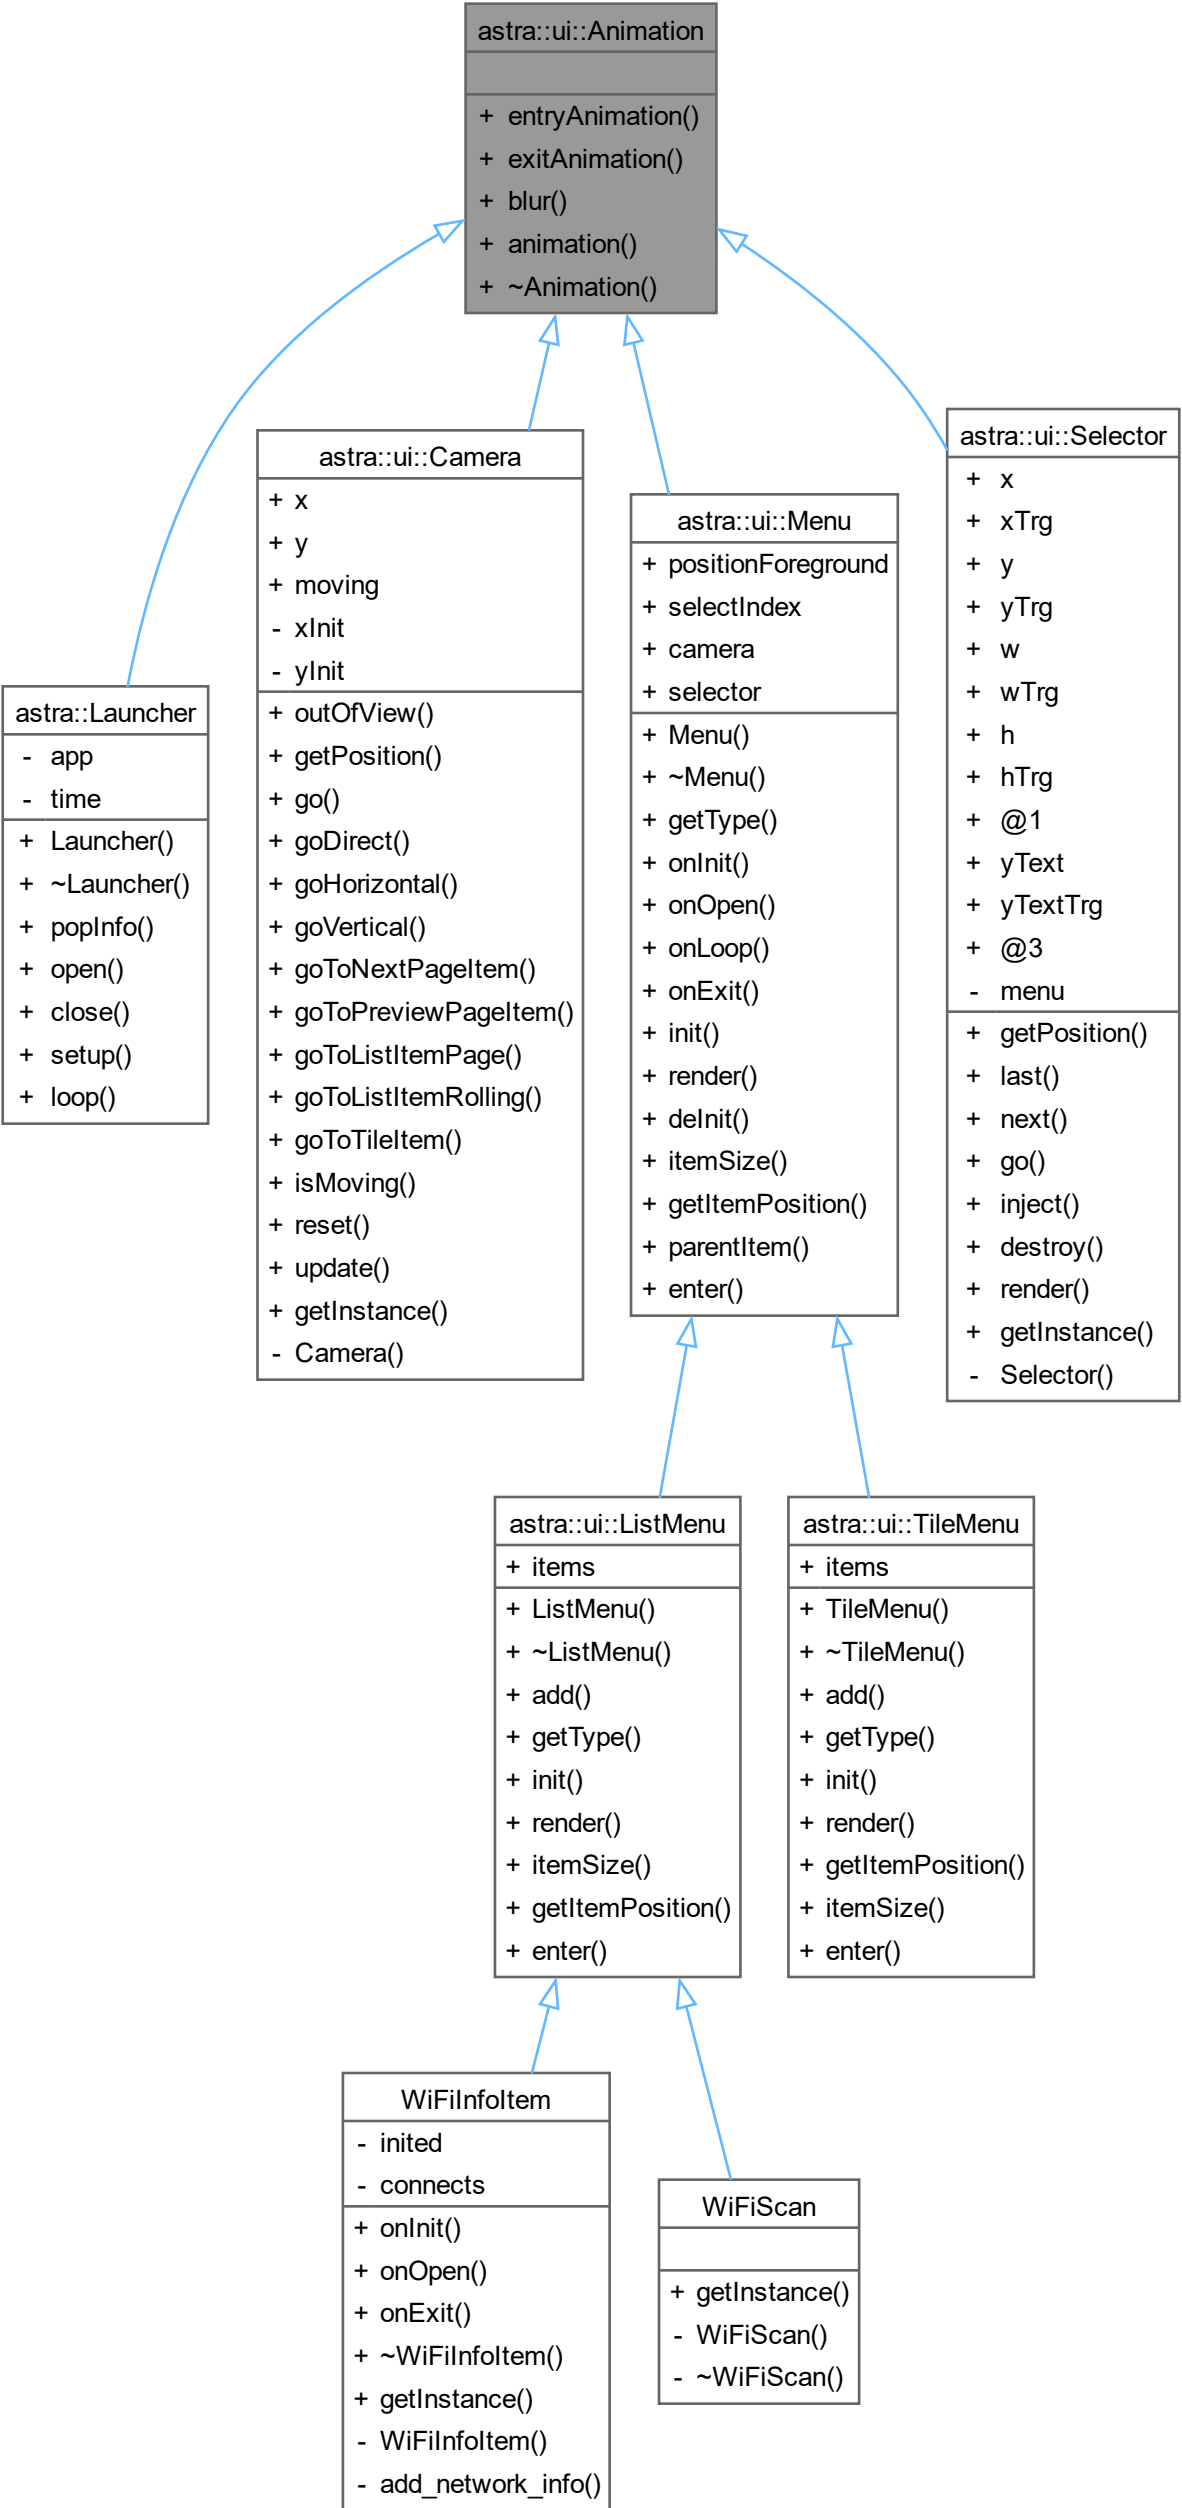 astra::ui::Animation
+ entryAnimation()
+ exitAnimation()
+ blur()
+ animation()
+ ~Animation()
astra::Launcher
- app
- time
+ Launcher()
+ ~Launcher()
+ popInfo()
+ open()
+ close()
+ setup()
+ loop()
astra::ui::Camera
+ x
+ y
+ moving
- xInit
- yInit
+ outOfView()
+ getPosition()
+ go()
+ goDirect()
+ goHorizontal()
+ goVertical()
+ goToNextPageItem()
+ goToPreviewPageItem()
+ goToListItemPage()
+ goToListItemRolling()
+ goToTileItem()
+ isMoving()
+ reset()
+ update()
+ getInstance()
- Camera()
astra::ui::Menu
+ positionForeground
+ selectIndex
+ camera
+ selector
+ Menu()
+ ~Menu()
+ getType()
+ onInit()
+ onOpen()
+ onLoop()
+ onExit()
+ init()
+ render()
+ deInit()
+ itemSize()
+ getItemPosition()
+ parentItem()
+ enter()
astra::ui::Selector
+ x
+ xTrg
+ y
+ yTrg
+ w
+ wTrg
+ h
+ hTrg
+ @1
+ yText
+ yTextTrg
+ @3
- menu
+ getPosition()
+ last()
+ next()
+ go()
+ inject()
+ destroy()
+ render()
+ getInstance()
- Selector()
astra::ui::ListMenu
+ items
+ ListMenu()
+ ~ListMenu()
+ add()
+ getType()
+ init()
+ render()
+ itemSize()
+ getItemPosition()
+ enter()
astra::ui::TileMenu
+ items
+ TileMenu()
+ ~TileMenu()
+ add()
+ getType()
+ init()
+ render()
+ getItemPosition()
+ itemSize()
+ enter()
WiFiInfoItem
- inited
- connects
+ onInit()
+ onOpen()
+ onExit()
+ ~WiFiInfoItem()
+ getInstance()
- WiFiInfoItem()
- add_network_info()
WiFiScan
+ getInstance()
- WiFiScan()
- ~WiFiScan()